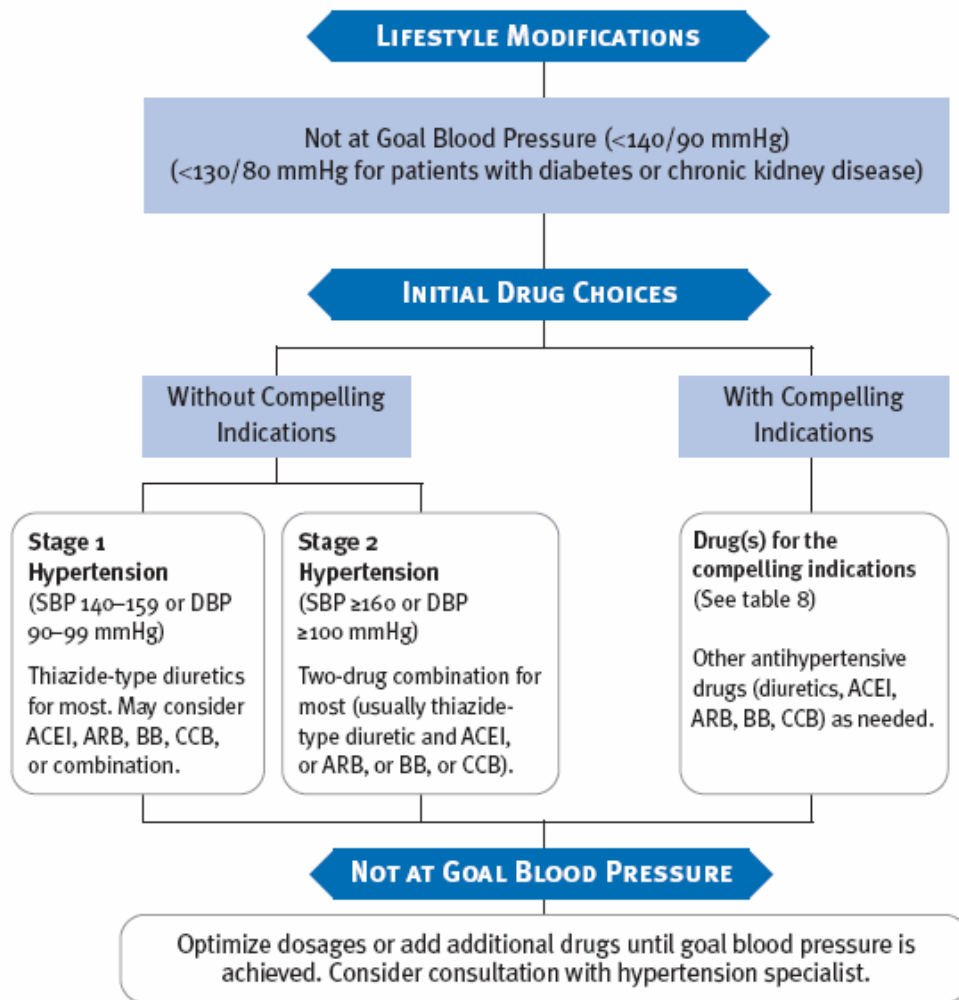 LIFESTYLE MODIFICATIONS
Not at Goal Blood Pressure (<140/90 mmHg)
(<130/80 mmHg for patients with diabetes or chronic kidney disease)
INITIAL DRUG CHOICES
Without Compelling
Indications
With Compelling
Indications
Stage 1
Hypertension
(SBP 140–159 or DBP
90–99 mmHg)
Thiazide-type diuretics
for most. May consider
ACEI, ARB, BB, CCB,
or combination.
Stage 2
Hypertension
(SBP ≥160 or DBP
≥100 mmHg)
Two-drug combination for
most (usually thiazide-
type diuretic and ACEI,
or ARB, or BB, or CCB).
Drug(s) for the
compelling indications
(See table 8)
Other antihypertensive
drugs (diuretics, ACEI,
ARB, BB, CCB) as needed.
NOT AT GOAL BLOOD PRESSURE
Optimize dosages or add additional drugs until goal blood pressure is
achieved. Consider consultation with hypertension specialist.